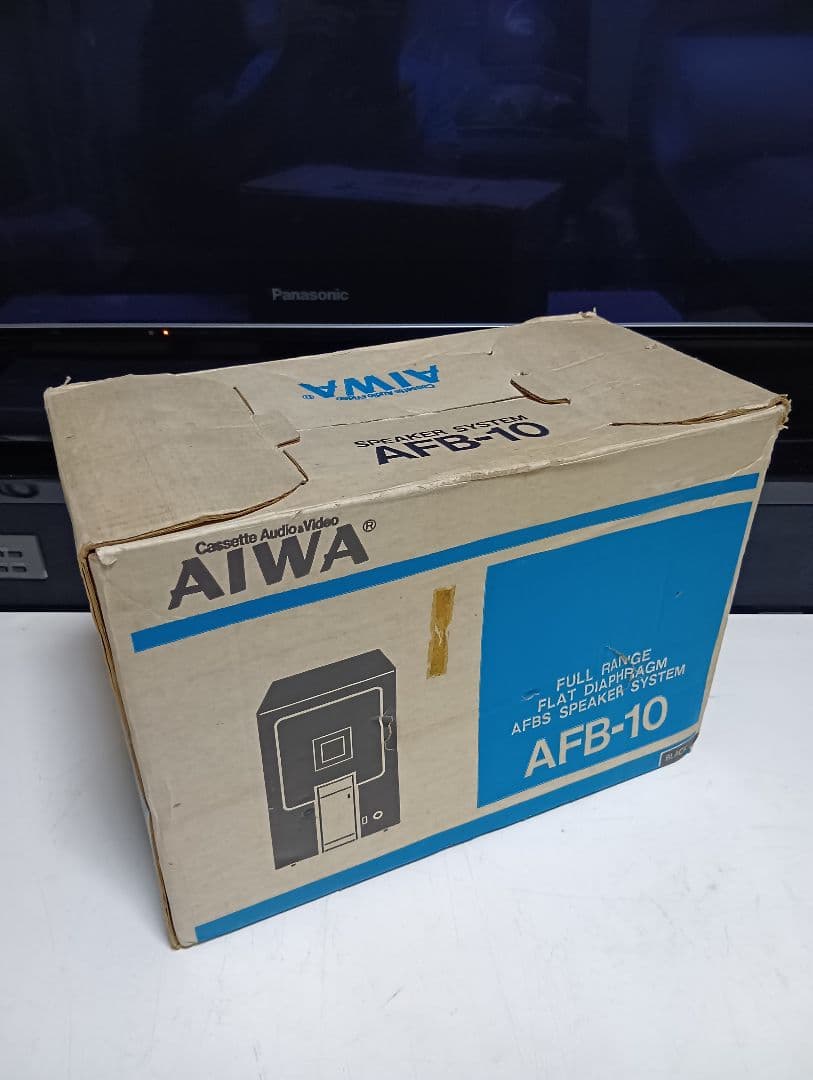 Panasonic
Cassette Audio & Video
AIWA®
SPEAKER SYSTEM
AFB-10
Cassette Audio & Video
AIWA®
FULL RANGE
FLAT DIAPHRAGM
AFBS SPEAKER SYSTEM
AFB-10
BLACK